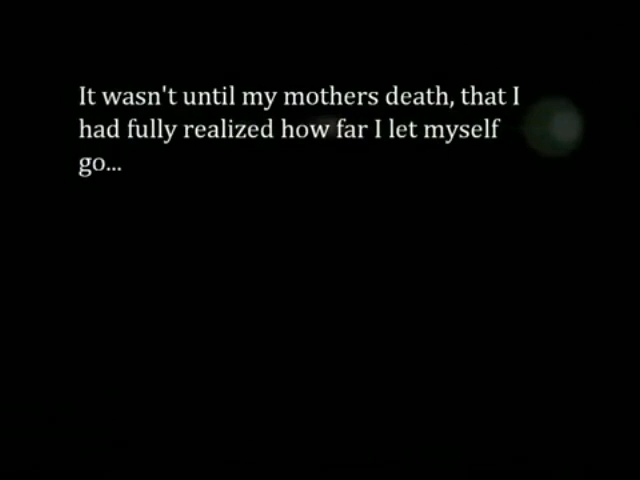 It wasn't until my mothers death, that I
had fully realized how far I let myself
go...